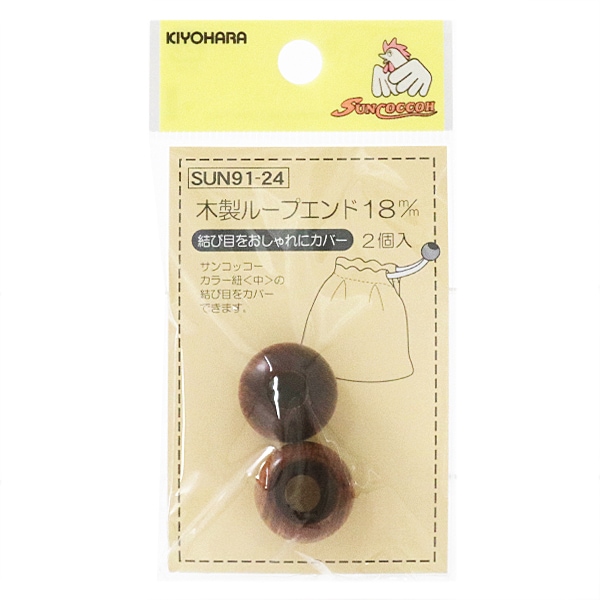 KIYOHARA
SUNCOCCOH
SUN91-24
木製ループエンド18m/m
結び目をおしゃれにカバー 2個入
サンコッコー
カラー紐<中>の
結び目をカバー
できます。